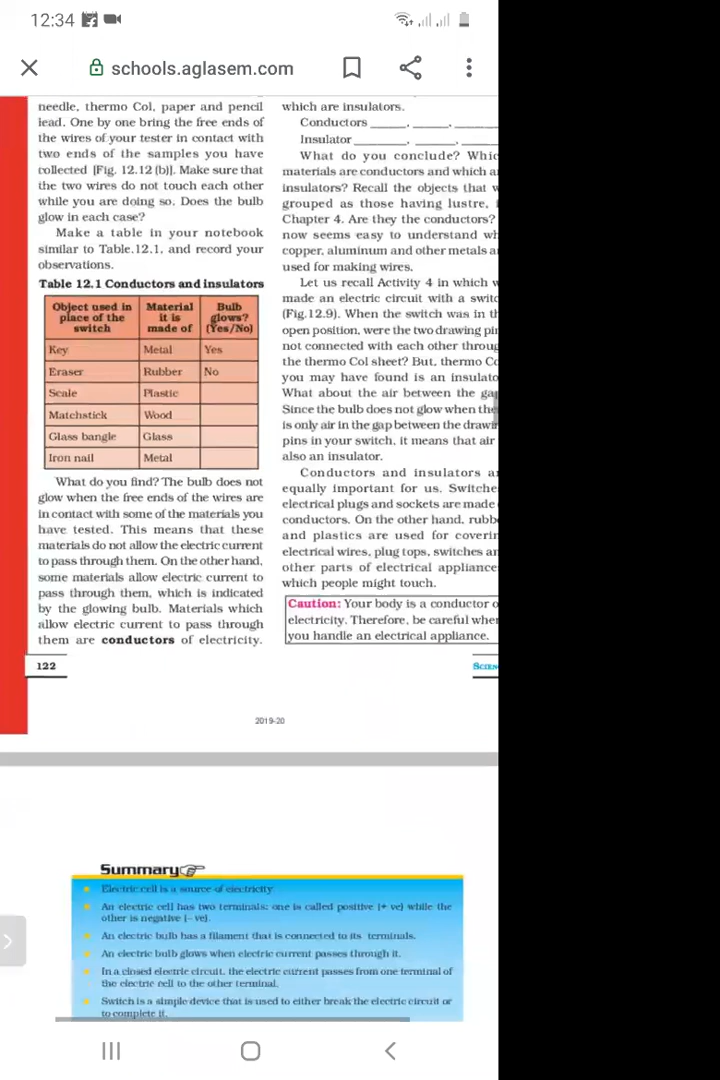 12:34
schools.aglasem.com
needle, thermo Col, paper and pencil
lead. One by one bring the free ends of
the wires of your tester in contact with
two ends of the samples you have
collected [Fig. 12.12 (b)]. Make sure that
the two wires do not touch each other
while you are doing so. Does the bulb
glow in each case?
Make a table in your notebook
similar to Table.12.1, and record your
observations.
Table 12.1 Conductors and insulators
Object used in place of the switch | Material it is made of | Bulb glows? (Yes/No)
Key Metal Yes
Eraser Rubber No
Scale Plastic
Matchstick Wood
Glass bangle Glass
Iron nail Metal
What do you find? The bulb does not
glow when the free ends of the wires are
in contact with some of the materials you
have tested. This means that these
materials do not allow the electric current
to pass through them. On the other hand,
some materials allow electric current to
pass through them, which is indicated
by the glowing bulb. Materials which
allow electric current to pass through
them are conductors of electricity.
122
which are insulators.
Conductors ______, ______, ______
Insulator ________, ______, ______
What do you conclude? Whic
materials are conductors and which a
insulators? Recall the objects that w
grouped as those having lustre,
Chapter 4. Are they the conductors?
now seems easy to understand wh
copper, aluminum and other metals a
used for making wires.
Let us recall Activity 4 in which w
made an electric circuit with a switc
(Fig.12.9). When the switch was in th
open position, were the two drawing pi
not connected with each other throug
the thermo Col sheet? But, thermo Co
you may have found is an insulato
What about the air between the gap
Since the bulb does not glow when the
is only air in the gap between the drawi
pins in your switch, it means that air
also an insulator.
Conductors and insulators a
equally important for us. Switche
electrical plugs and sockets are made
conductors. On the other hand, rubb
and plastics are used for coverin
electrical wires, plug tops, switches an
other parts of electrical appliance
which people might touch.
Caution: Your body is a conductor o
electricity. Therefore, be careful whe
you handle an electrical appliance.
Scien
2019-20
Summary
Electric cell is a source of electricity.
An electric cell has two terminals; one is called positive (+ ve) while the
other is negative (– ve).
An electric bulb has a filament that is connected to its terminals.
An electric bulb glows when electric current passes through it.
In a closed electric circuit, the electric current passes from one terminal of
the electric cell to the other terminal.
Switch is a simple device that is used to either break the electric circuit or
to complete it.